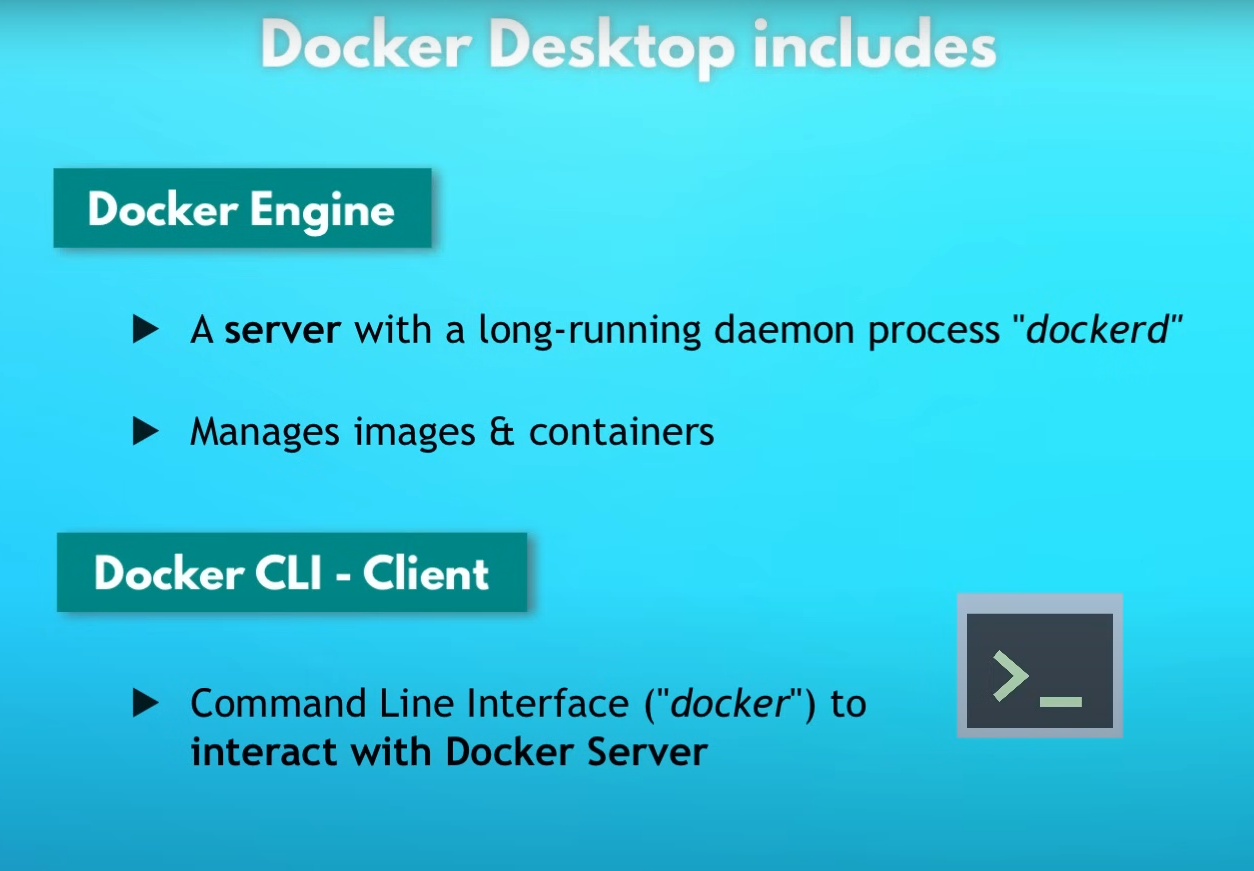 Docker Desktop includes
Docker Engine
A server with a long-running daemon process "dockerd"
Manages images & containers
Docker CLI - Client
Command Line Interface ("docker") to
interact with Docker Server
>_